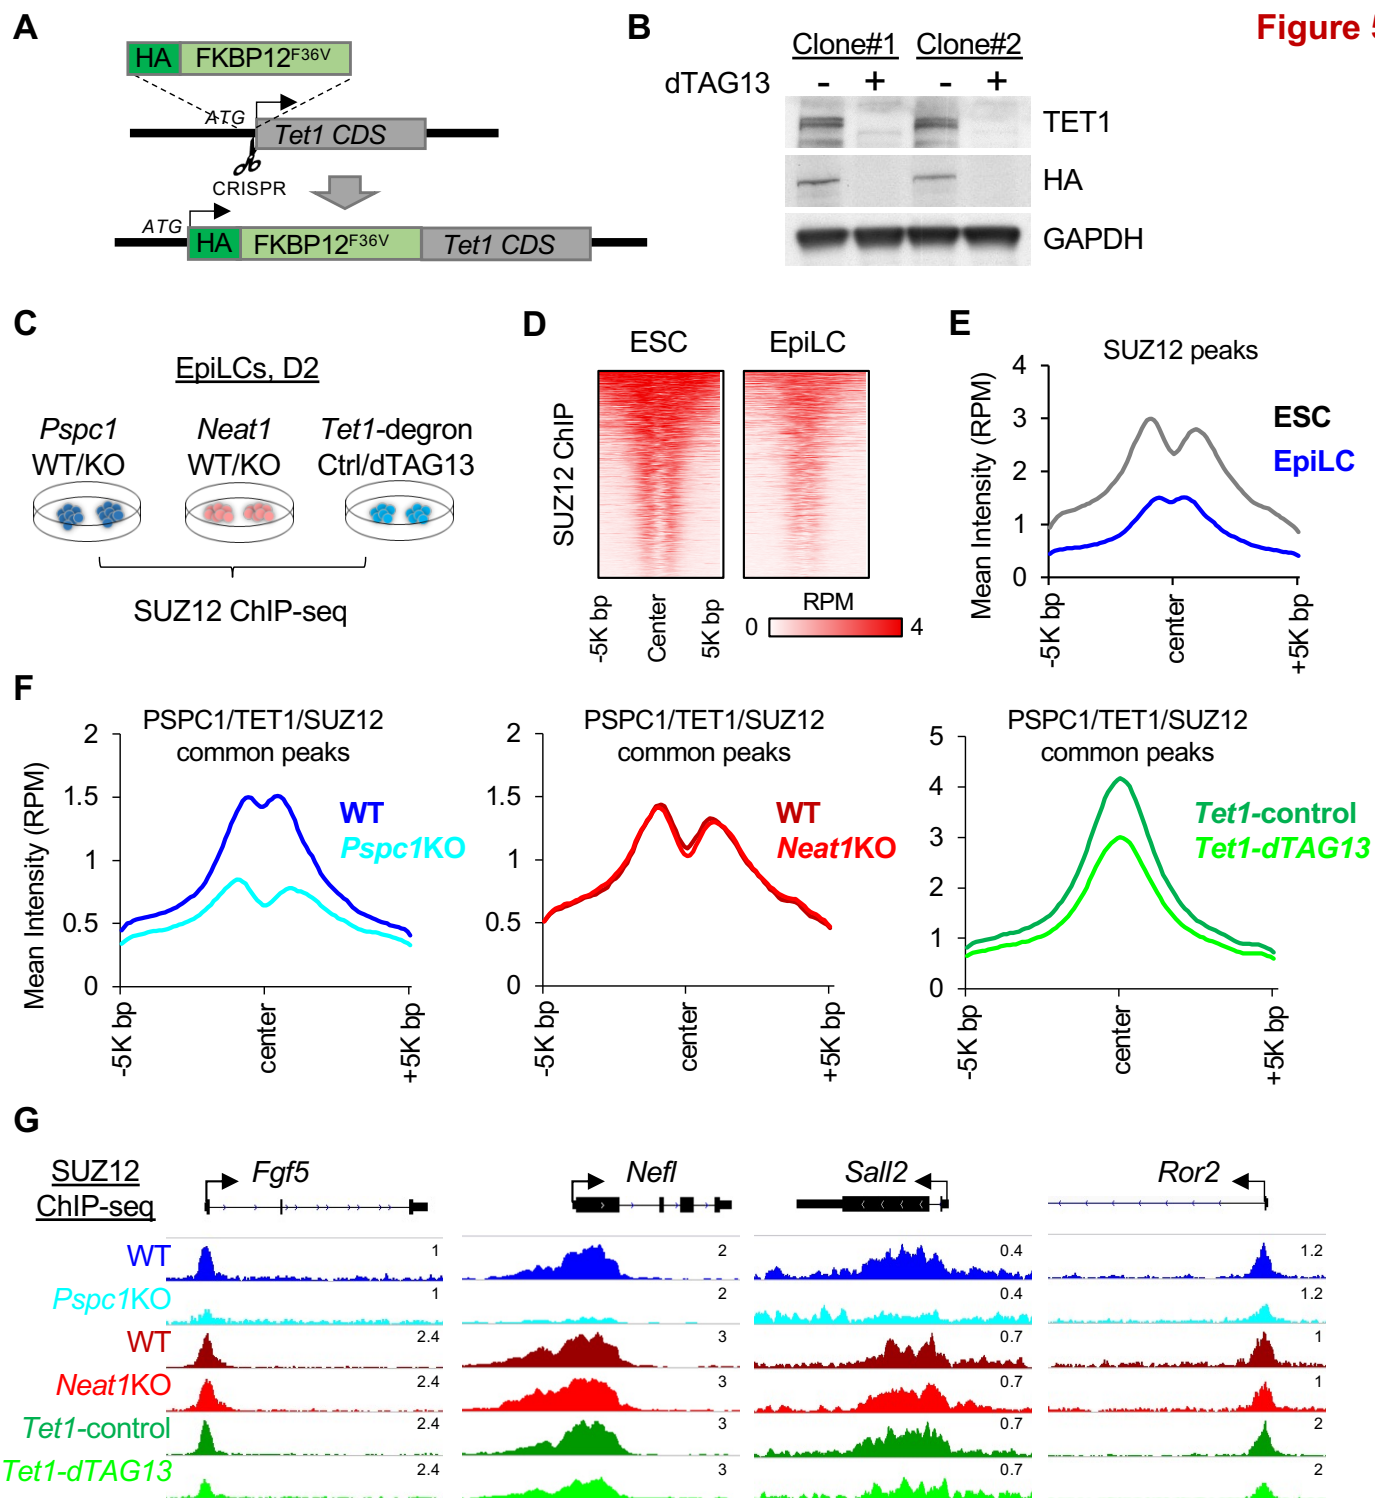 Figure 5
A
HA
FKBP12F36V
ATG
Tet1 CDS
CRISPR
ATG
HA
FKBP12F36V
Tet1 CDS
B
Clone#1 Clone#2
dTAG13 - + - +
TET1
HA
GAPDH
C
EpiLCs, D2
Pspc1
WT/KO
Neat1
WT/KO
Tet1-degron
Ctrl/dTAG13
SUZ12 ChIP-seq
D
ESC EpiLC
SUZ12 ChIP
-5K bp
Center
5K bp
RPM
0 4
E
SUZ12 peaks
Mean Intensity (RPM)
4
3
2
1
0
ESC
EpiLC
-5K bp
center
+5K bp
F
PSPC1/TET1/SUZ12
common peaks
Mean Intensity (RPM)
2
1.5
1
0.5
0
WT
Pspc1KO
-5K bp
center
+5K bp
PSPC1/TET1/SUZ12
common peaks
2
1.5
1
0.5
0
WT
Neat1KO
-5K bp
center
+5K bp
PSPC1/TET1/SUZ12
common peaks
5
4
3
2
1
0
Tet1-control
Tet1-dTAG13
-5K bp
center
+5K bp
G
SUZ12
ChIP-seq
Fgf5 Nefl Sall2 Ror2
WT 1 2 0.4 1.2
Pspc1KO 1 2 0.4 1.2
WT 2.4 3 0.7 1
Neat1KO 2.4 3 0.7 1
Tet1-control 2.4 3 0.7 2
Tet1-dTAG13 2.4 3 0.7 2